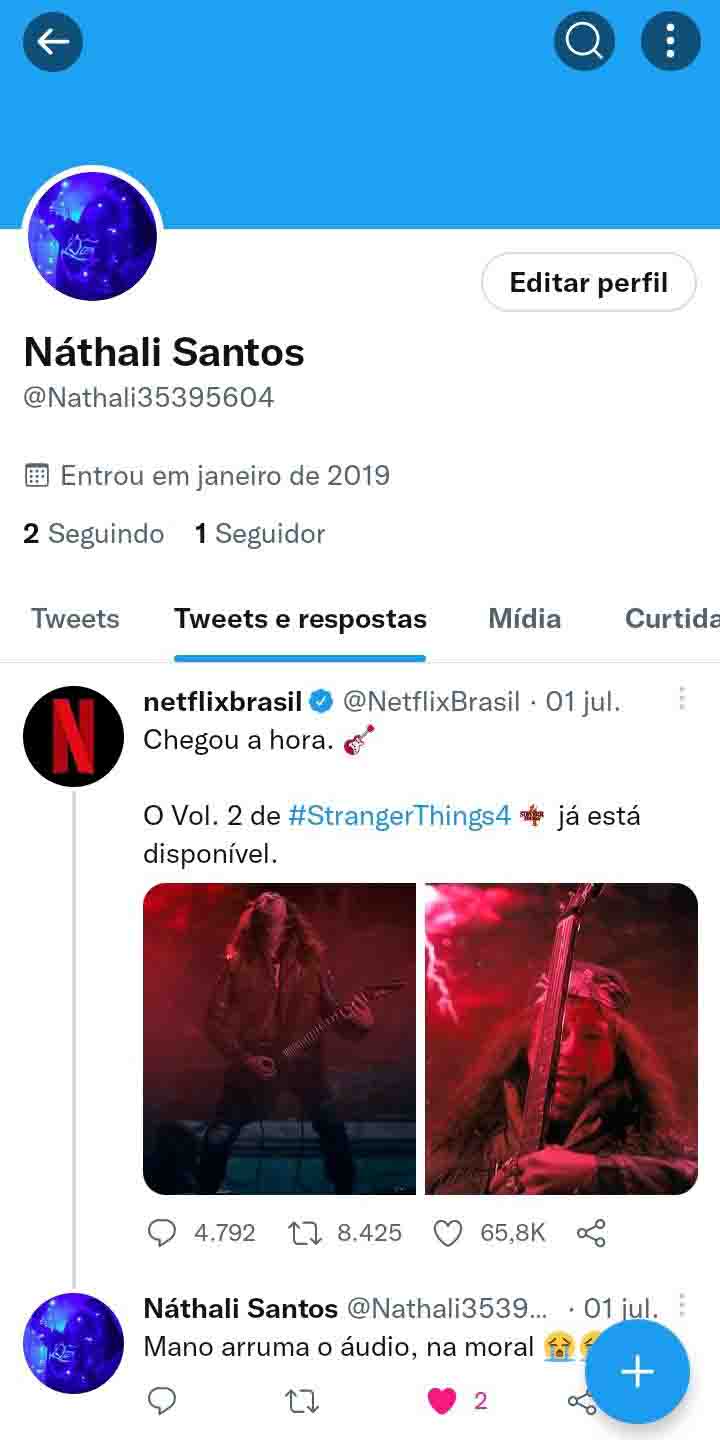 Editar perfil
Náthali Santos
@Nathali35395604
Entrou em janeiro de 2019
2 Seguindo 1 Seguidor
Tweets Tweets e respostas Mídia Curtida
netflixbrasil @NetflixBrasil · 01 jul.
Chegou a hora. 🎸
O Vol. 2 de #StrangerThings4 já está
disponível.
4.792 8.425 65,8K
Náthali Santos @Nathali3539... · 01 jul.
Mano arruma o áudio, na moral 😭
2